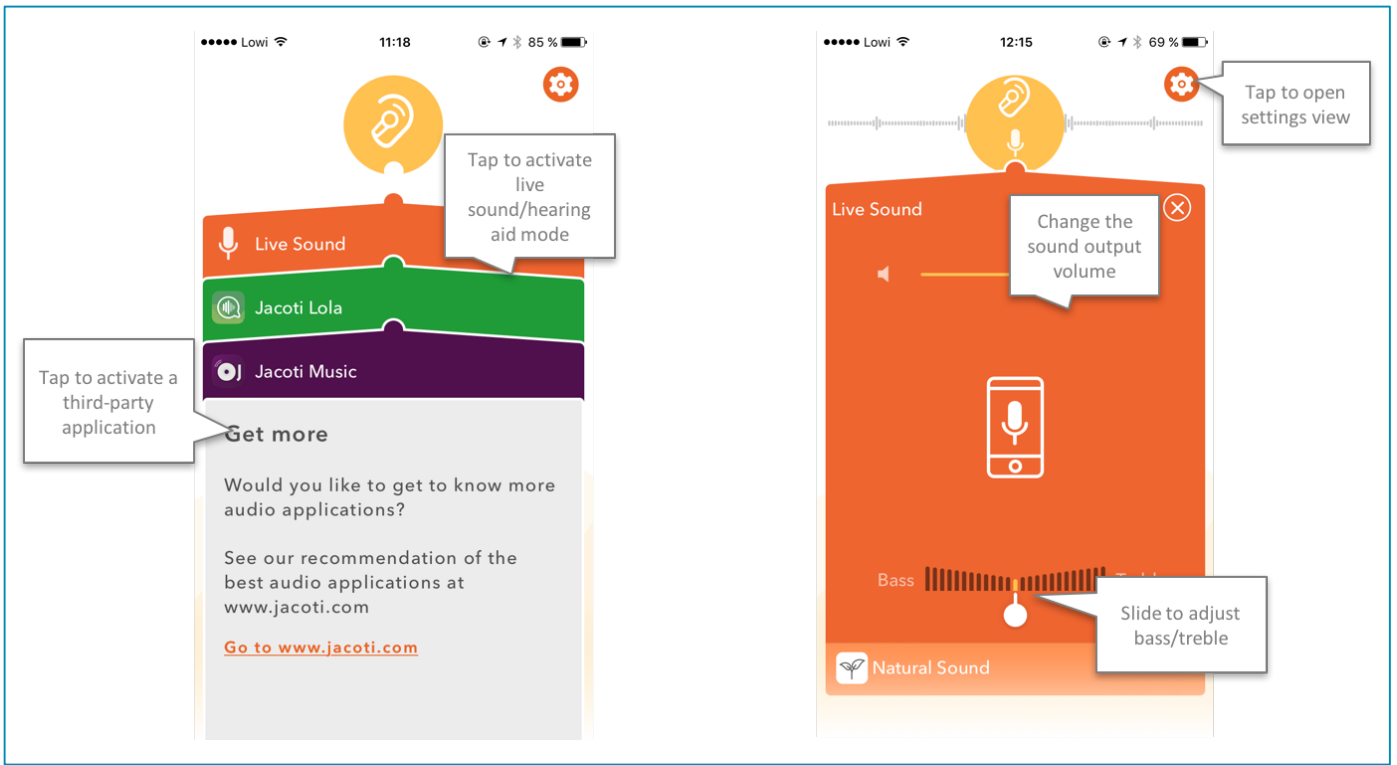 Lowi
11:18
85 %
Tap to activate
live
sound/hearing
aid mode
Live Sound
Jacoti Lola
Jacoti Music
Tap to activate a
third-party
application
Get more
Would you like to get to know more
audio applications?
See our recommendation of the
best audio applications at
www.jacoti.com
Go to www.jacoti.com
Lowi
12:15
69 %
Tap to open
settings view
Live Sound
Change the
sound output
volume
Bass
Slide to adjust
bass/treble
Natural Sound